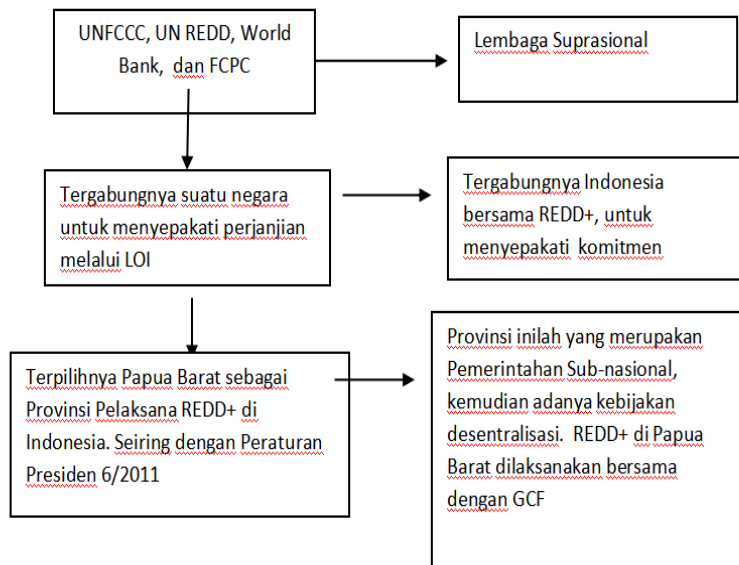 UNFCCC, UN REDD, World
Bank, dan FCPC
Lembaga Suprasional
Tergabungnya suatu negara
untuk menyepakati perjanjian
melalui LOI
Tergabungnya Indonesia
bersama REDD+, untuk
menyepakati komitmen
Terpilihnya Papua Barat sebagai
Provinsi Pelaksana REDD+ di
Indonesia. Seiring dengan Peraturan
Presiden 6/2011
Provinsi inilah yang merupakan
Pemerintahan Sub-nasional,
kemudian adanya kebijakan
desentralisasi. REDD+ di Papua
Barat dilaksanakan bersama
dengan GCF